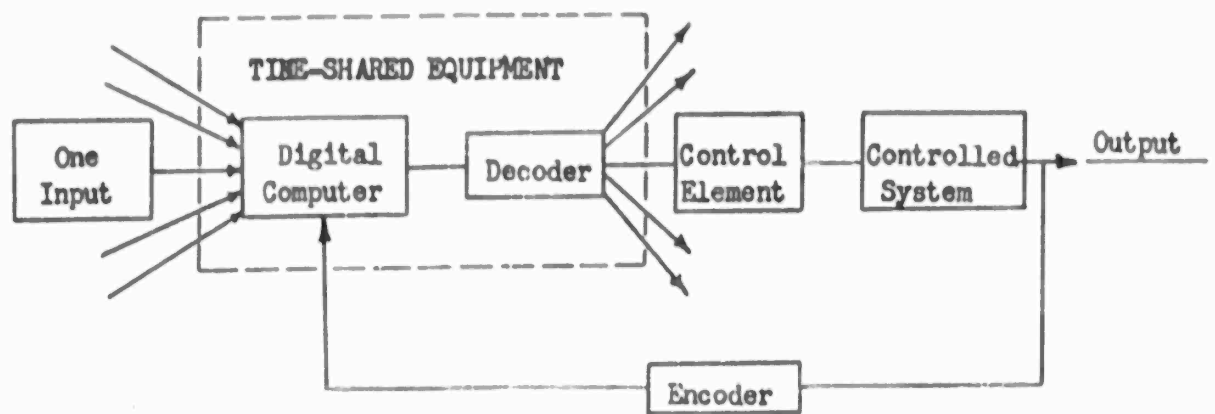 TIME-SHARED EQUIPMENT
One
Input
Digital
Computer
Decoder
Control
Element
Controlled
System
Output
Encoder